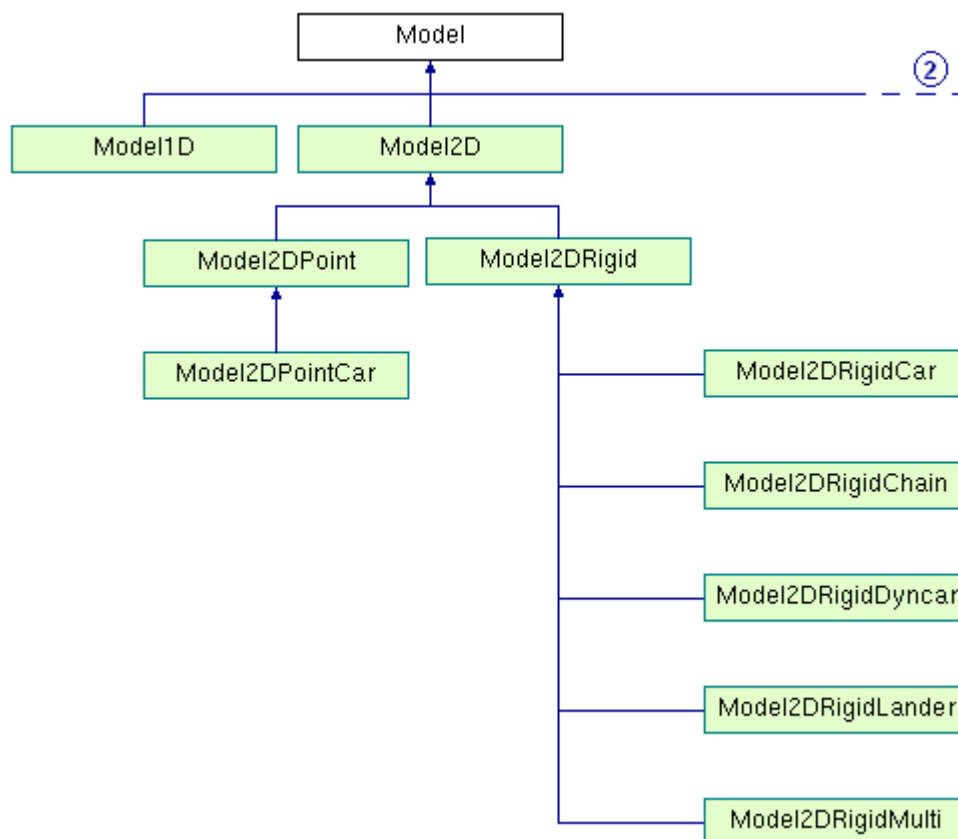 Model
2
Model1D
Model2D
Model2DPoint
Model2DRigid
Model2DPointCar
Model2DRigidCar
Model2DRigidChain
Model2DRigidDyncar
Model2DRigidLander
Model2DRigidMulti